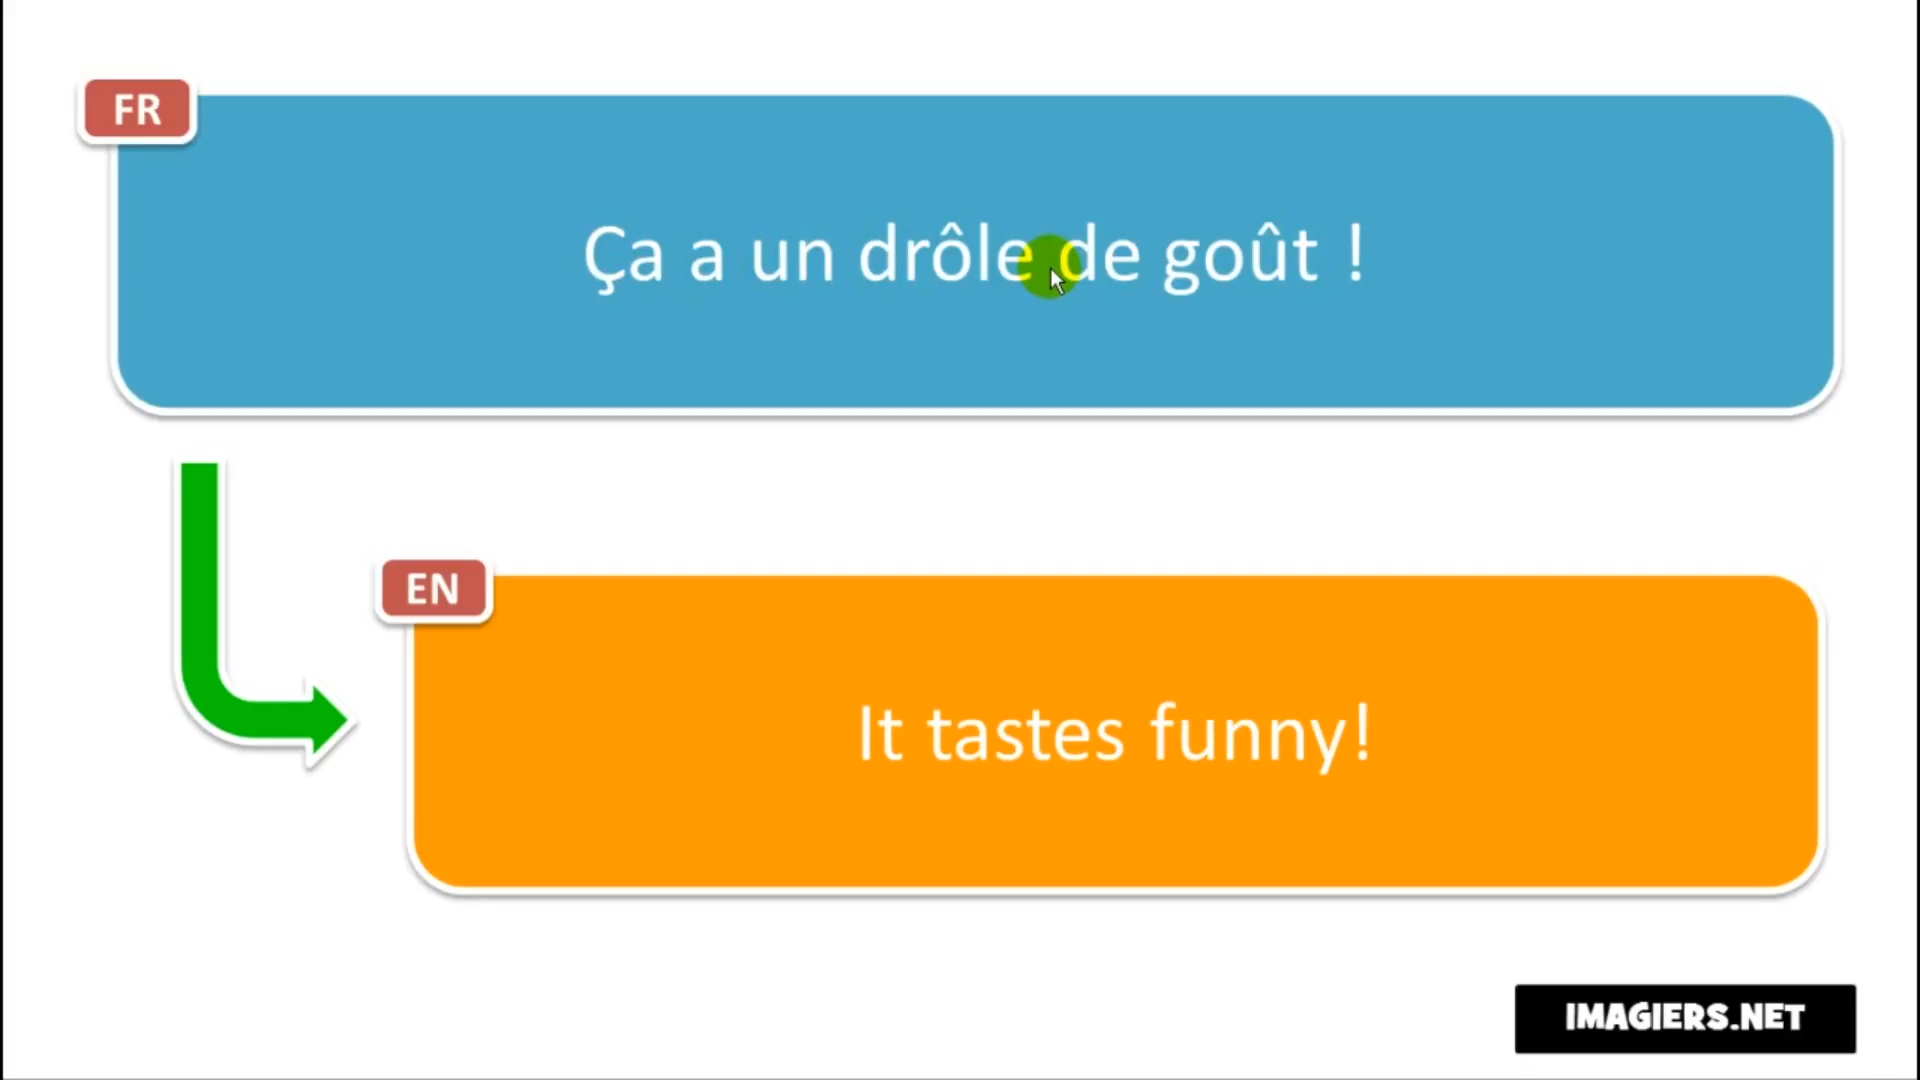 FR
Ça a un drôle de goût !
EN
It tastes funny!
IMAGIERS.NET